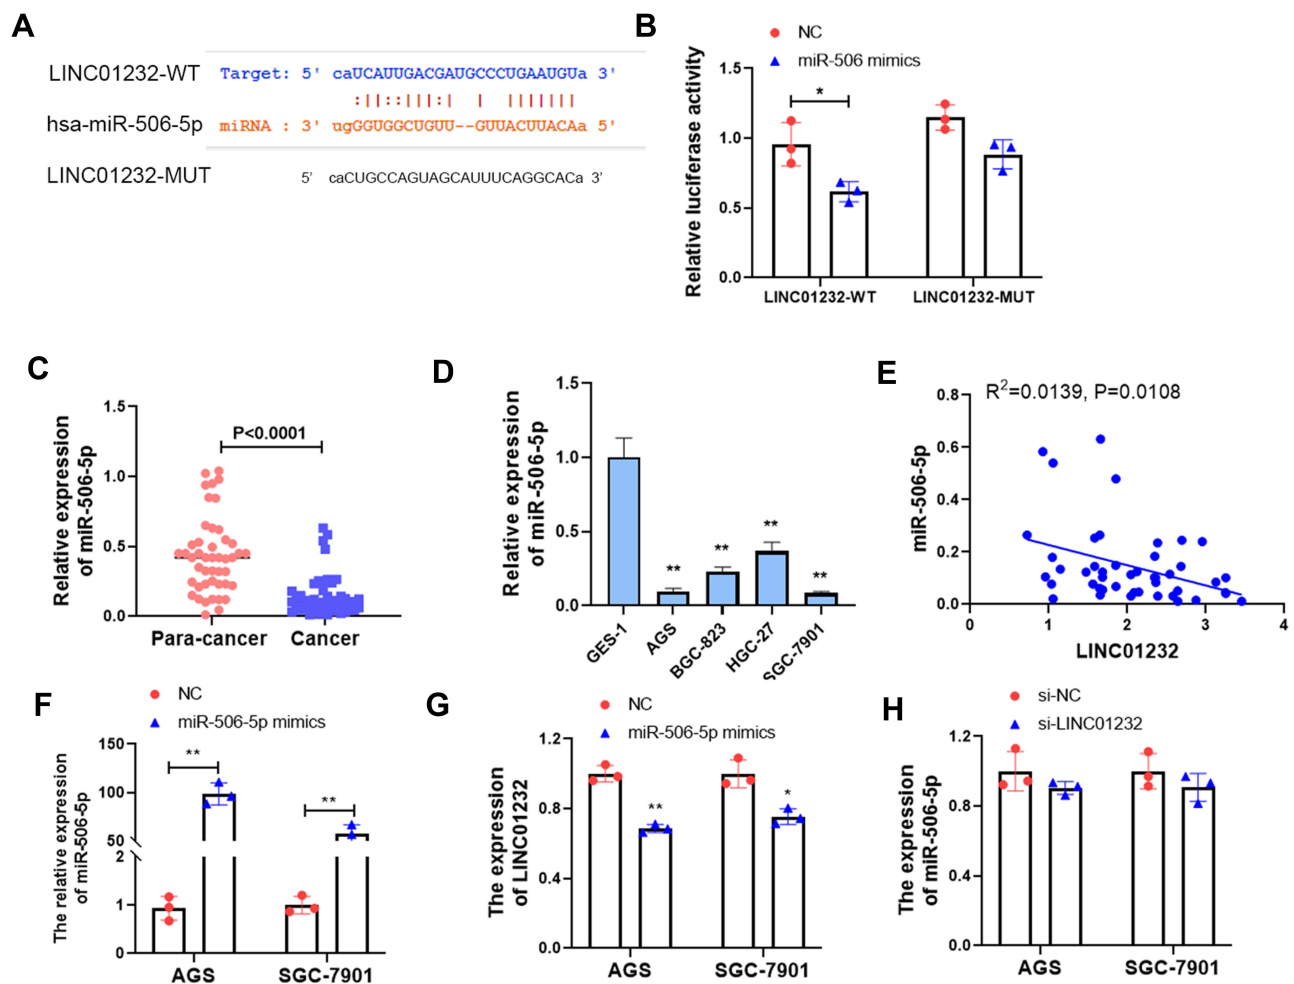 A
LINC01232-WT
Target: 5' caUCAUUGACGAUGCCCUGAAUGUa 3'
:||::|||:| | |||||||
hsa-miR-506-5p
miRNA : 3' ugGGUGGCUGUU--GUUACUUACAa 5'
LINC01232-MUT
5' caCUGCCAGUAGCAUUUCAGGCACa 3'
B
NC
miR-506 mimics
Relative luciferase activity
1.5
1.0
0.5
0.0
*
LINC01232-WT
LINC01232-MUT
C
Relative expression
of miR-506-5p
1.5
1.0
0.5
0.0
P<0.0001
Para-cancer
Cancer
D
Relative expression
of miR-506-5p
1.5
1.0
0.5
0.0
**
**
**
**
GES-1
AGS
BGC-823
HGC-27
SGC-7901
E
R2=0.0139, P=0.0108
miR-506-5p
0.8
0.6
0.4
0.2
0.0
0
1
2
3
4
LINC01232
F
NC
miR-506-5p mimics
The relative expression
of miR-506-5p
150
100
50
2
1
0
**
**
AGS
SGC-7901
G
NC
miR-506-5p mimics
The expression
of LINC01232
1.2
0.8
0.4
0.0
**
*
AGS
SGC-7901
H
si-NC
si-LINC01232
The expression
of miR-506-5p
1.2
0.8
0.4
0.0
AGS
SGC-7901